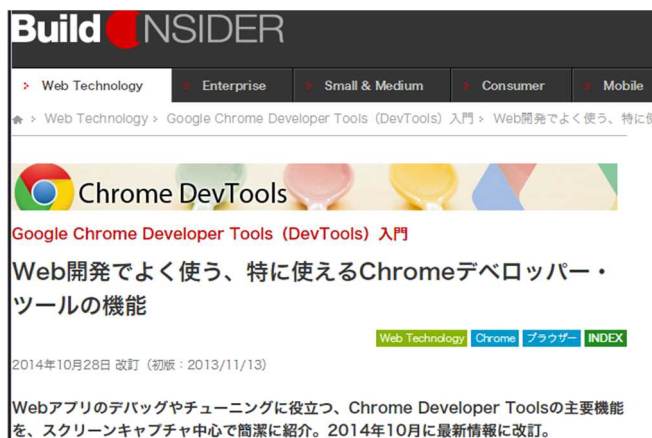 Build INSIDER
Web Technology Enterprise Small & Medium Consumer Mobile
Web Technology > Google Chrome Developer Tools（DevTools）入門 > Web開発でよく使う、特に
Chrome DevTools
Google Chrome Developer Tools（DevTools）入門
Web開発でよく使う、特に使えるChromeデベロッパー・
ツールの機能
Web Technology Chrome ブラウザー INDEX
2014年10月28日 改訂（初版：2013/11/13）
Webアプリのデバッグやチューニングに役立つ、Chrome Developer Toolsの主要機能
を、スクリーンキャプチャ中心で簡潔に紹介。2014年10月に最新情報に改訂。